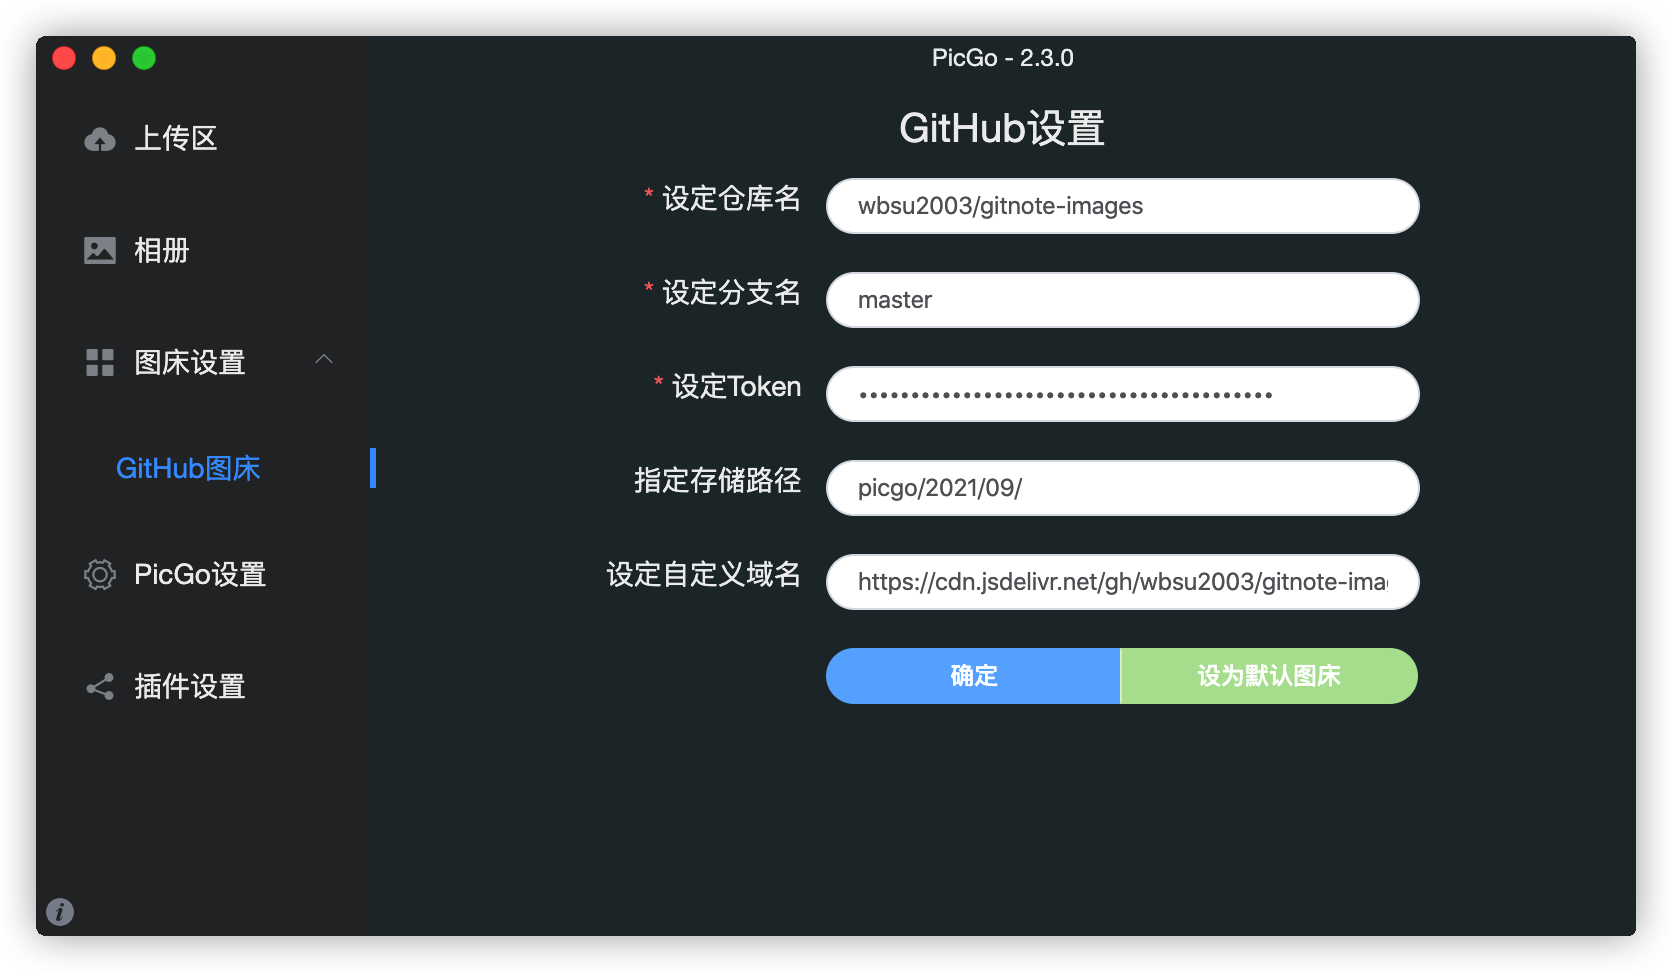 PicGo - 2.3.0
上传区
相册
图床设置
GitHub图床
PicGo设置
插件设置
GitHub设置
* 设定仓库名
wbsu2003/gitnote-images
* 设定分支名
master
* 设定Token
••••••••••••••••••••••••••••••••••••••••
指定存储路径
picgo/2021/09/
设定自定义域名
https://cdn.jsdelivr.net/gh/wbsu2003/gitnote-ima
确定
设为默认图床